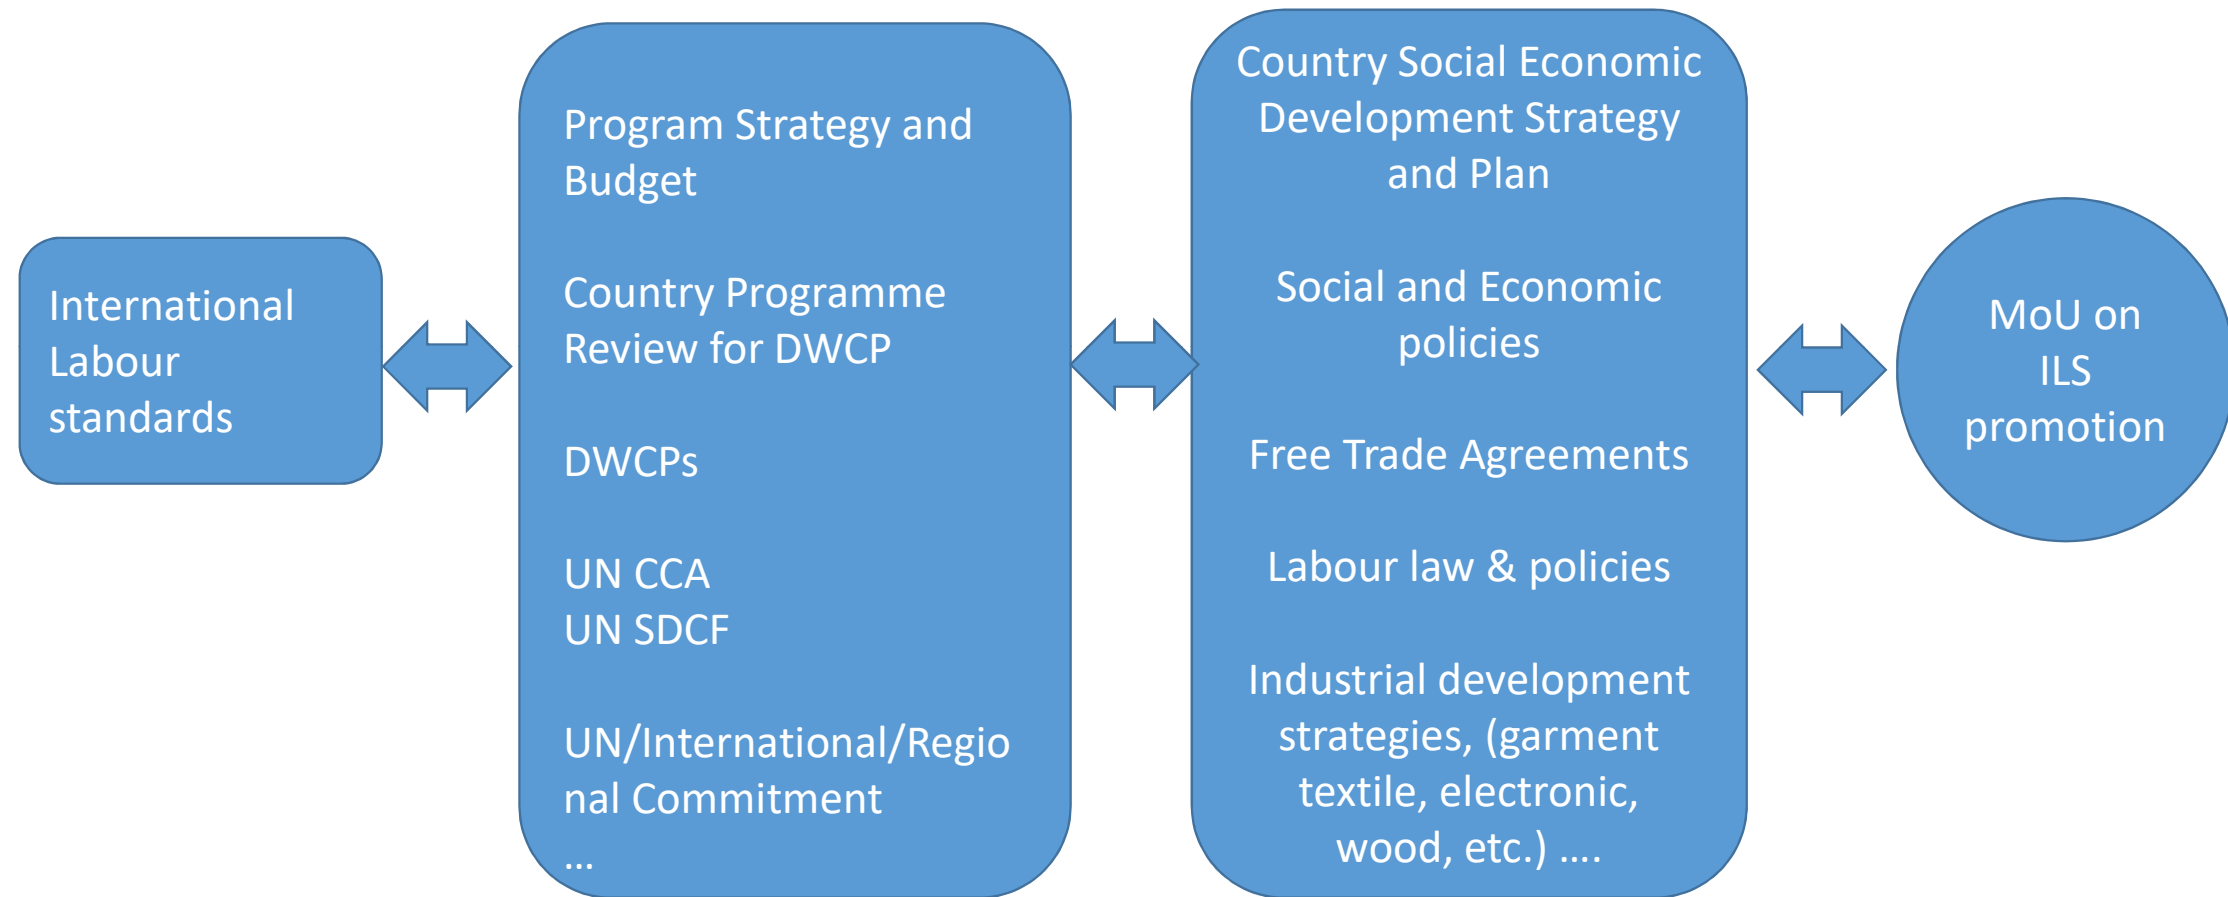 International
Labour
standards
Program Strategy and
Budget
Country Programme
Review for DWCP
DWCPs
UN CCA
UN SDCF
UN/International/Regio
nal Commitment
...
Country Social Economic
Development Strategy
and Plan
Social and Economic
policies
Free Trade Agreements
Labour law & policies
Industrial development
strategies, (garment
textile, electronic,
wood, etc.) ....
MoU on
ILS
promotion